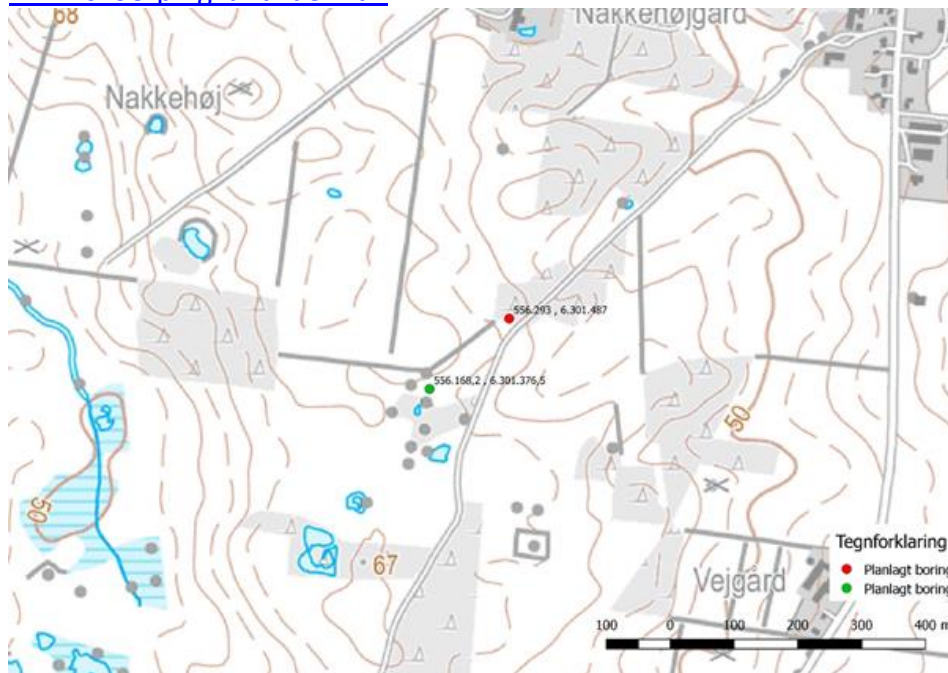 68
Nakkehøjgård
Nakkehøj
556.293 , 6.301.487
556.168,2 , 6.301.376,5
50
50
67
Vejgård
Tegnforklaring
Planlagt boring
Planlagt boring
100 0 100 200 300 400 m